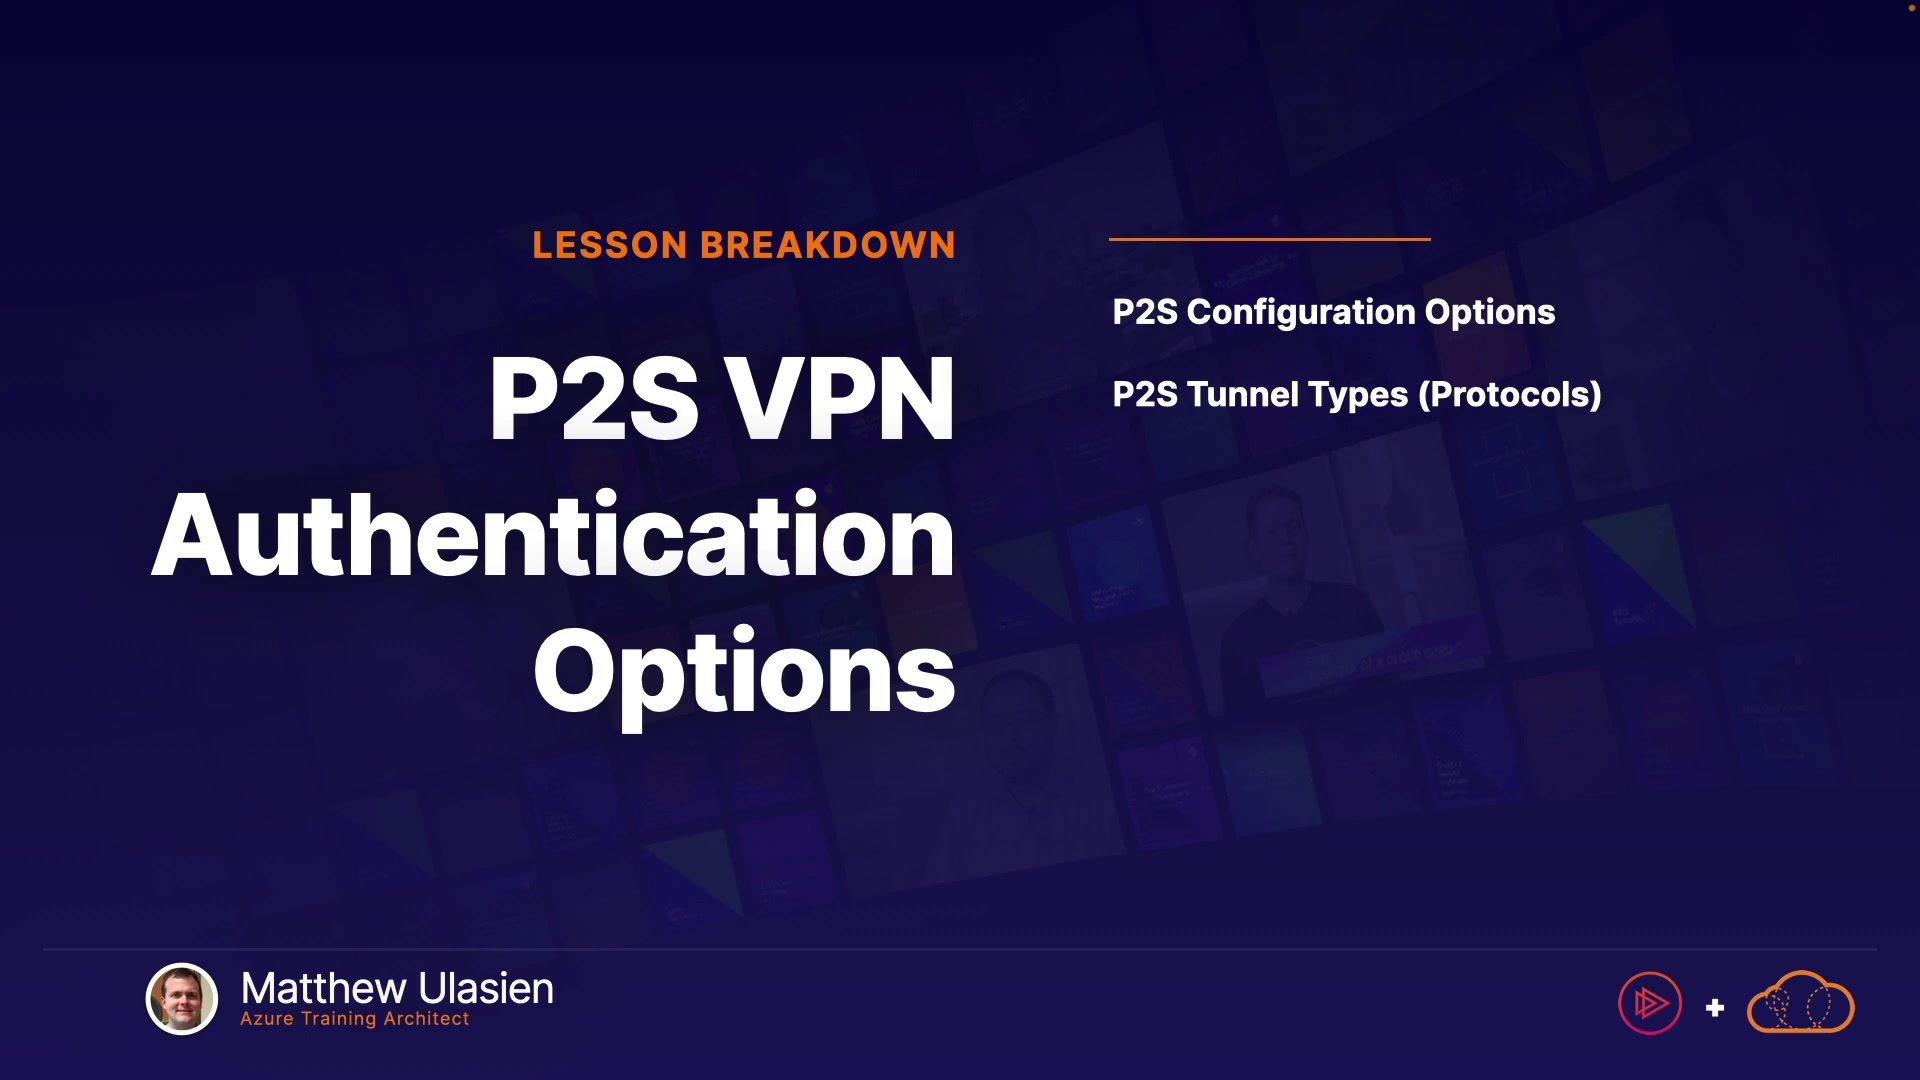 LESSON BREAKDOWN
P2S VPN
Authentication
Options
P2S Configuration Options
P2S Tunnel Types (Protocols)
Matthew Ulasien
Azure Training Architect